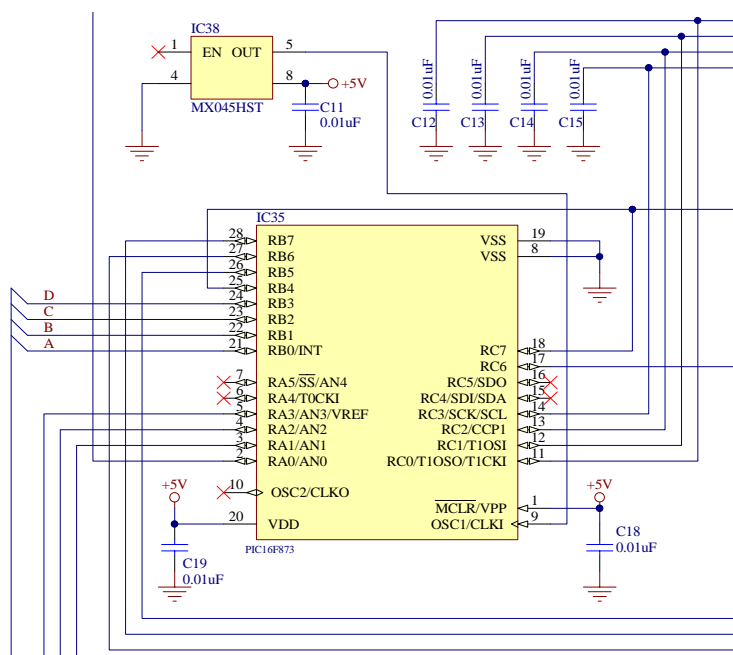 IC38
1 EN OUT 5
4 8 +5V
MX045HST
C11
0.01uF
0.01uF 0.01uF 0.01uF 0.01uF
C12 C13 C14 C15
IC35
28 RB7 VSS 19
27 RB6 VSS 8
26 RB5
25 RB4
D 24 RB3
C 23 RB2
B 22 RB1
A 21 RB0/INT RC7 18
RC6 17
7 RA5/SS/AN4 RC5/SDO 16
6 RA4/T0CKI RC4/SDI/SDA 15
5 RA3/AN3/VREF RC3/SCK/SCL 14
4 RA2/AN2 RC2/CCP1 13
3 RA1/AN1 RC1/T1OSI 12
2 RA0/AN0 RC0/T1OSO/T1CKI 11
+5V 10 OSC2/CLKO +5V
MCLR/VPP 1
20 VDD OSC1/CLKI 9
PIC16F873
C19
0.01uF
C18
0.01uF